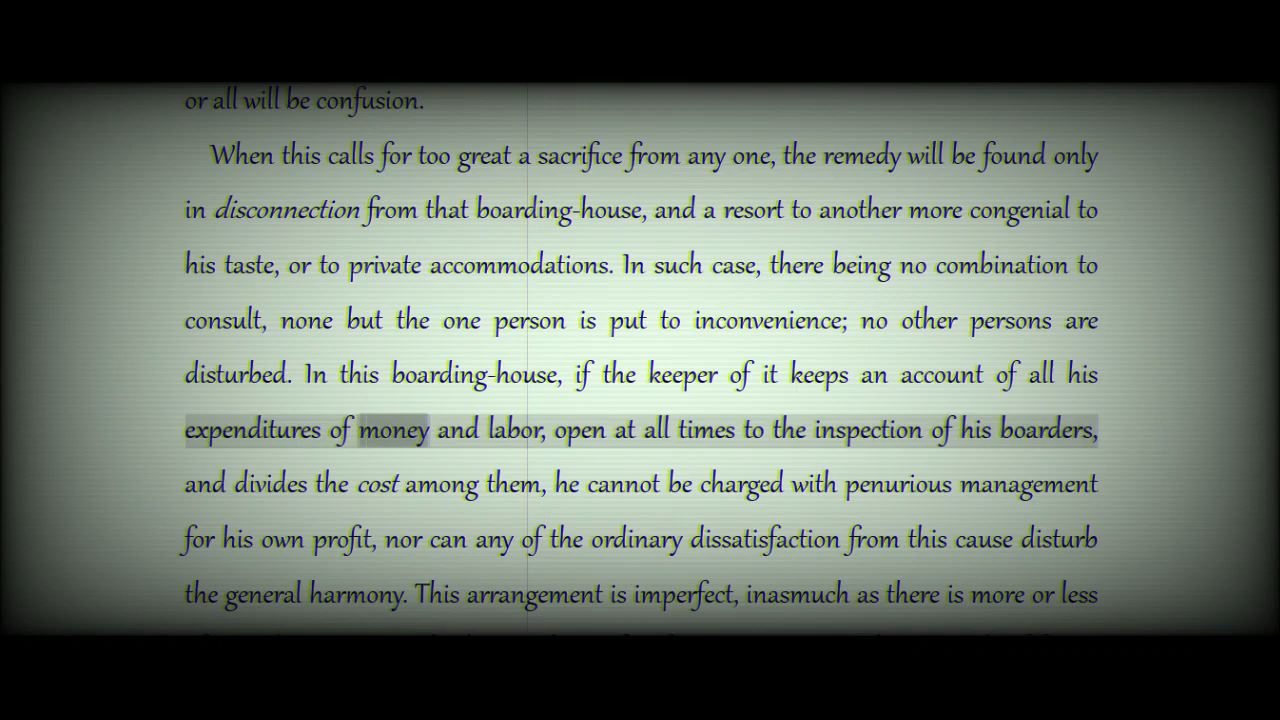 or all will be confusion.
When this calls for too great a sacrifice from any one, the remedy will be found only
in disconnection from that boarding-house, and a resort to another more congenial to
his taste, or to private accommodations. In such case, there being no combination to
consult, none but the one person is put to inconvenience; no other persons are
disturbed. In this boarding-house, if the keeper of it keeps an account of all his
expenditures of money and labor, open at all times to the inspection of his boarders,
and divides the cost among them, he cannot be charged with penurious management
for his own profit, nor can any of the ordinary dissatisfaction from this cause disturb
the general harmony. This arrangement is imperfect, inasmuch as there is more or less